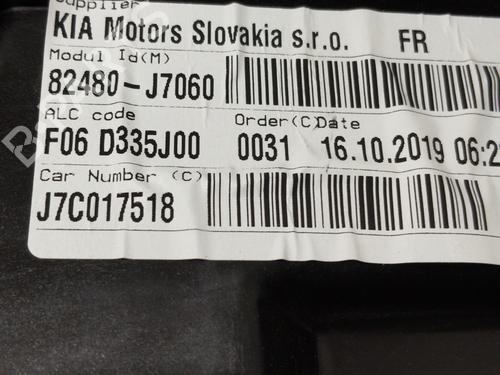 Supplier
KIA Motors Slovakia s.r.o. FR
Modul Id(M)
82480-J7060
ALC code Order(C)Date
F06 D335J00 0031 16.10.2019 06:2
Car Number (C)
J7C017518